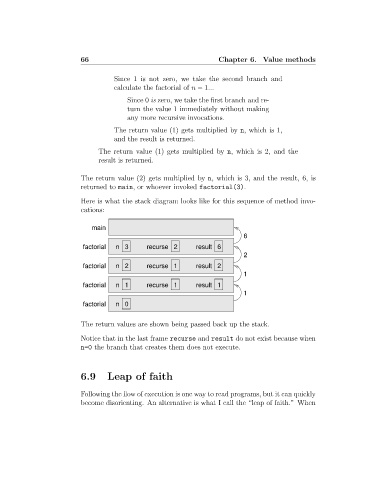 66 Chapter 6. Value methods
Since 1 is not zero, we take the second branch and
calculate the factorial of n − 1...
Since 0 is zero, we take the first branch and re-
turn the value 1 immediately without making
any more recursive invocations.
The return value (1) gets multiplied by n, which is 1,
and the result is returned.
The return value (1) gets multiplied by n, which is 2, and the
result is returned.
The return value (2) gets multiplied by n, which is 3, and the result, 6, is
returned to main, or whoever invoked factorial(3).
Here is what the stack diagram looks like for this sequence of method invo-
cations:
main
6
factorial n 3 recurse 2 result 6
2
factorial n 2 recurse 1 result 2
1
factorial n 1 recurse 1 result 1
1
factorial n 0
The return values are shown being passed back up the stack.
Notice that in the last frame recurse and result do not exist because when
n=0 the branch that creates them does not execute.
6.9 Leap of faith
Following the flow of execution is one way to read programs, but it can quickly
become disorienting. An alternative is what I call the “leap of faith.” When